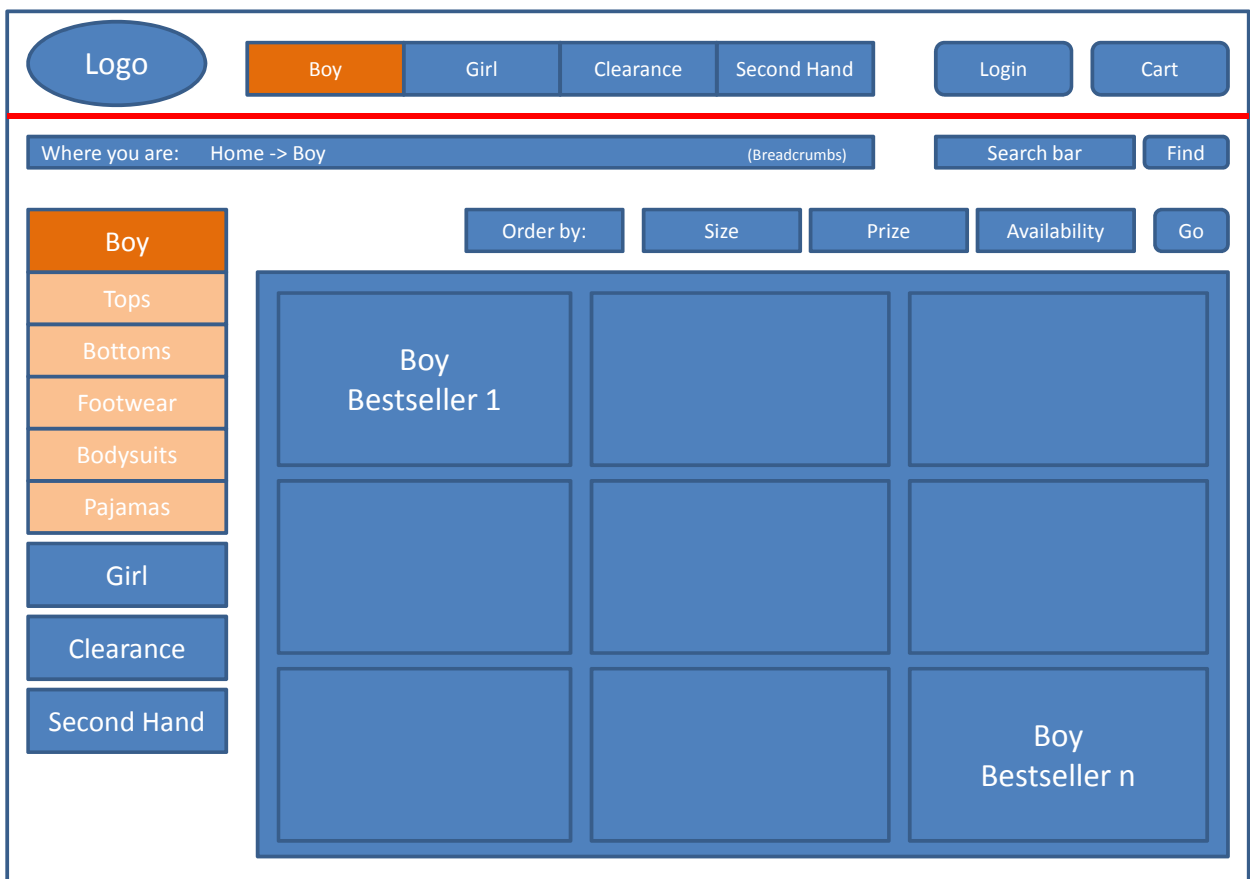 Logo
Boy Girl Clearance Second Hand
Login Cart
Where you are: Home -> Boy (Breadcrumbs)
Search bar Find
Order by: Size Prize Availability Go
Boy
Tops
Bottoms
Footwear
Bodysuits
Pajamas
Girl
Clearance
Second Hand
Boy
Bestseller 1
Boy
Bestseller n